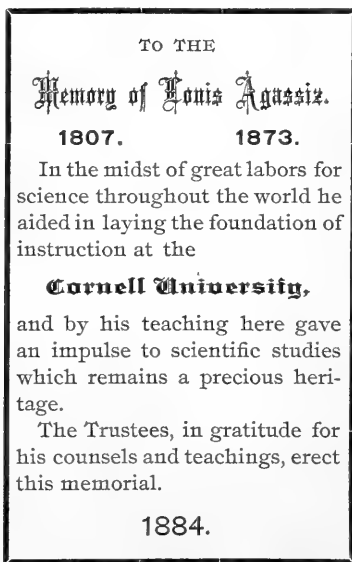 TO THE
Memory of Louis Agassiz.
1807. 1873.
In the midst of great labors for
science throughout the world he
aided in laying the foundation of
instruction at the
Cornell University,
and by his teaching here gave
an impulse to scientific studies
which remains a precious heri-
tage.
The Trustees, in gratitude for
his counsels and teachings, erect
this memorial.
1884.